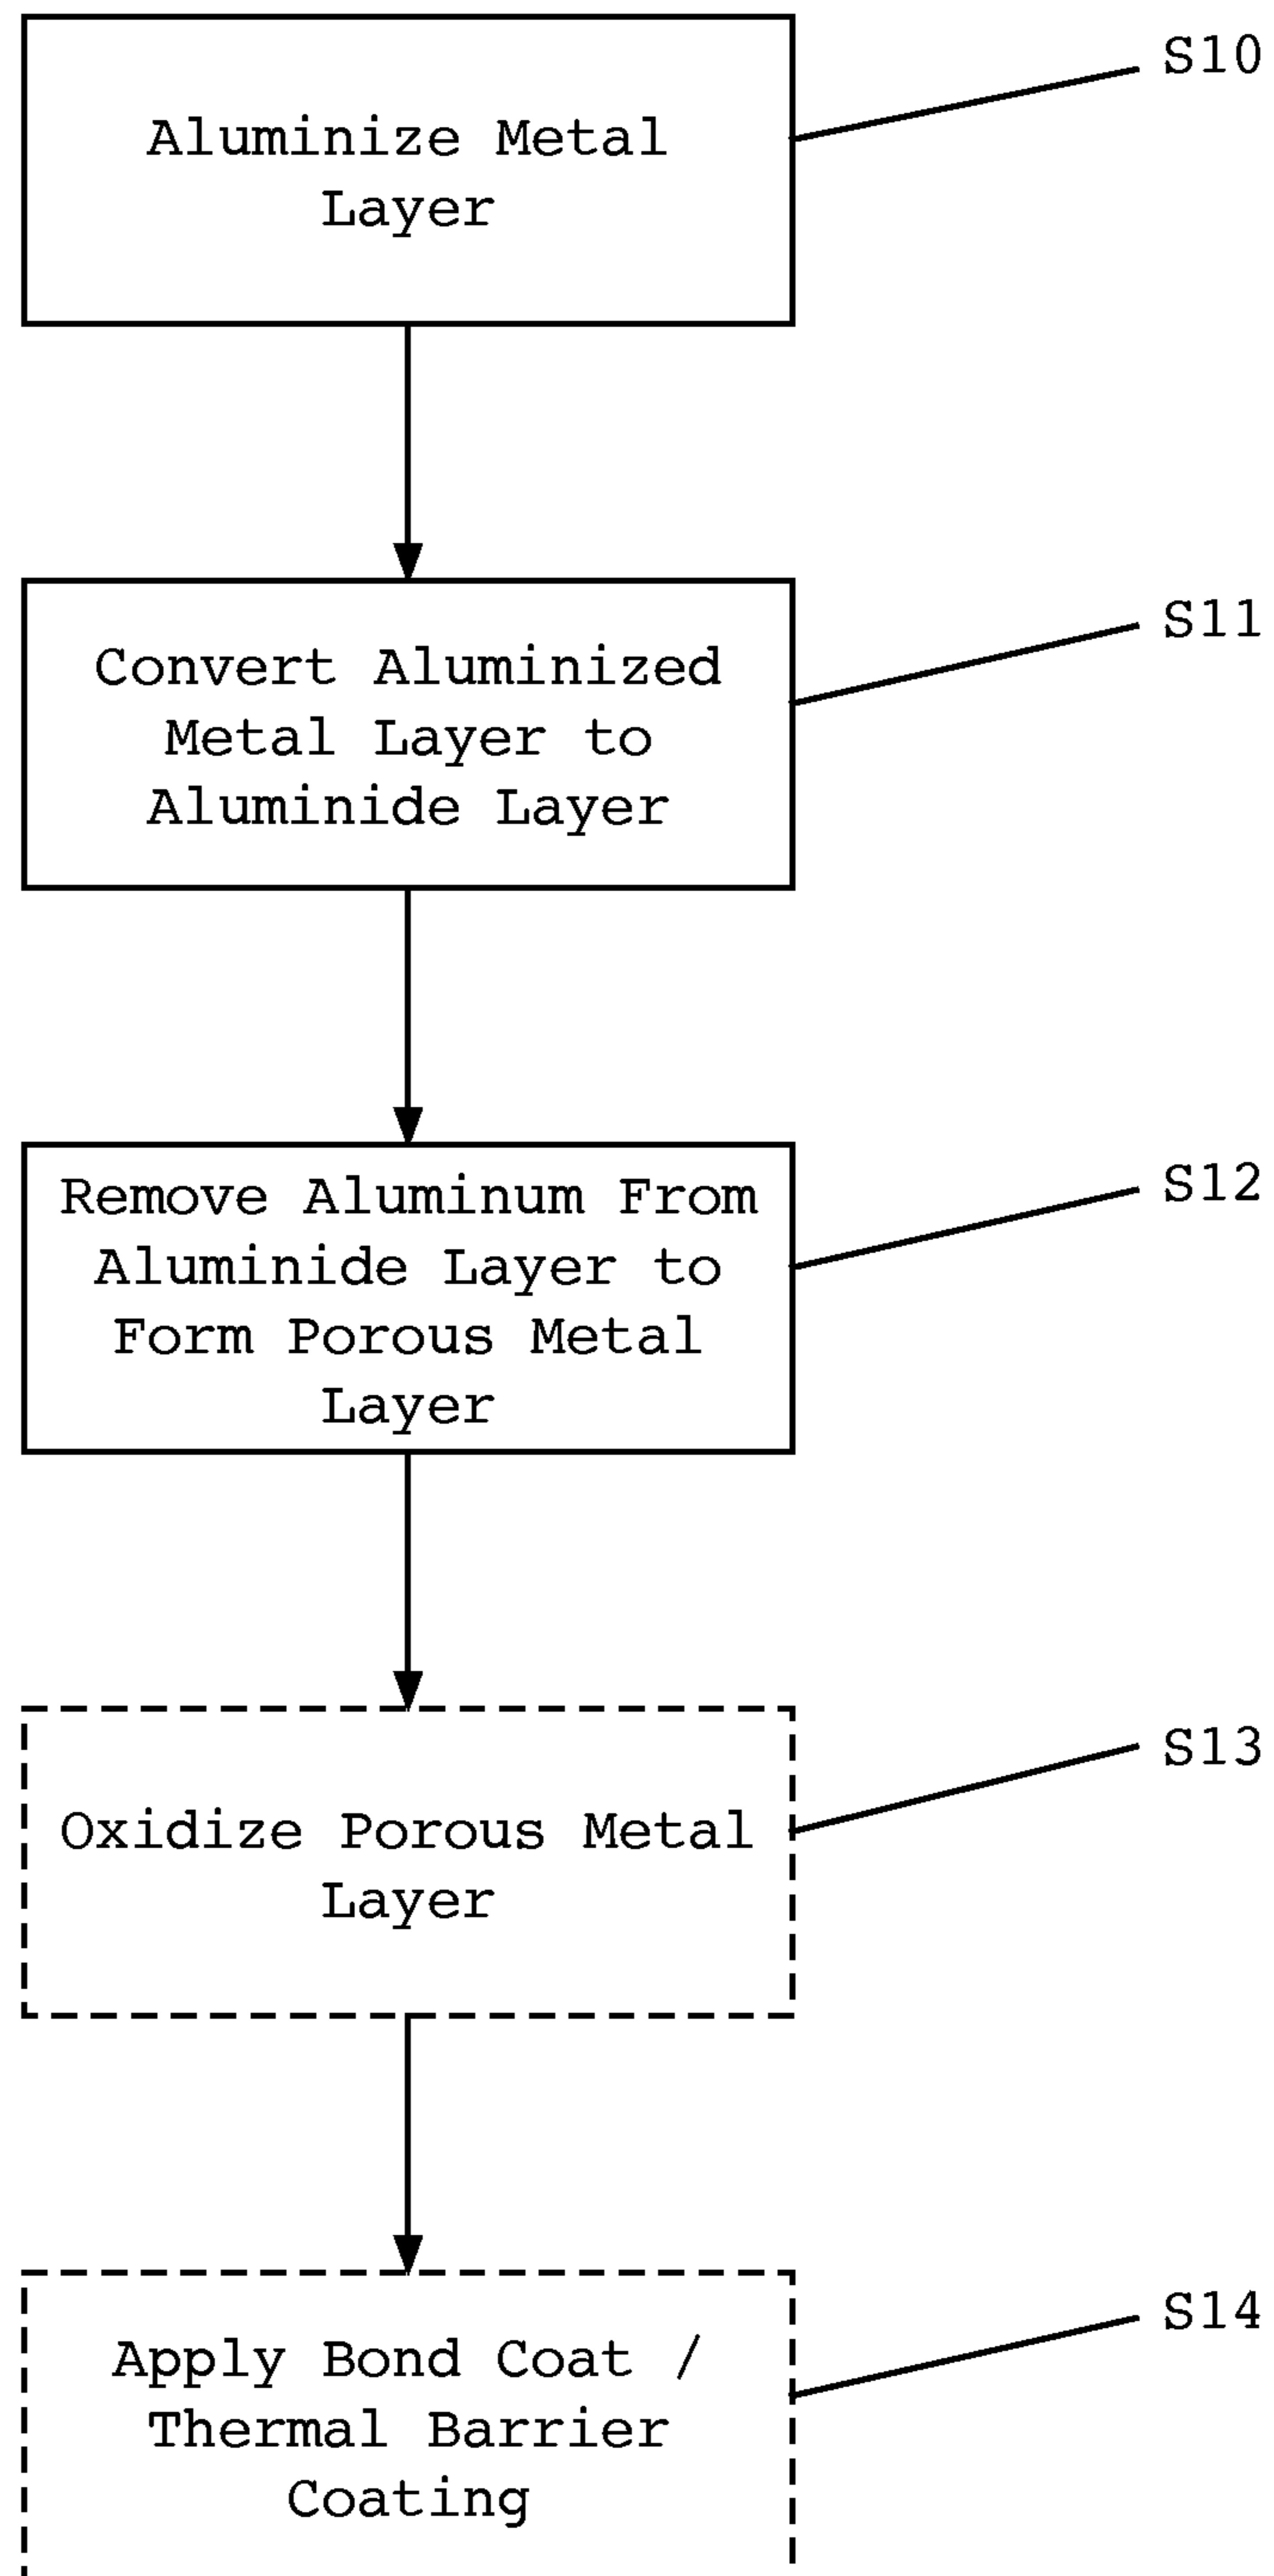 Aluminize Metal
Layer
S10
Convert Aluminized
Metal Layer to
Aluminide Layer
S11
Remove Aluminum From
Aluminide Layer to
Form Porous Metal
Layer
S12
Oxidize Porous Metal
Layer
S13
Apply Bond Coat /
Thermal Barrier
Coating
S14